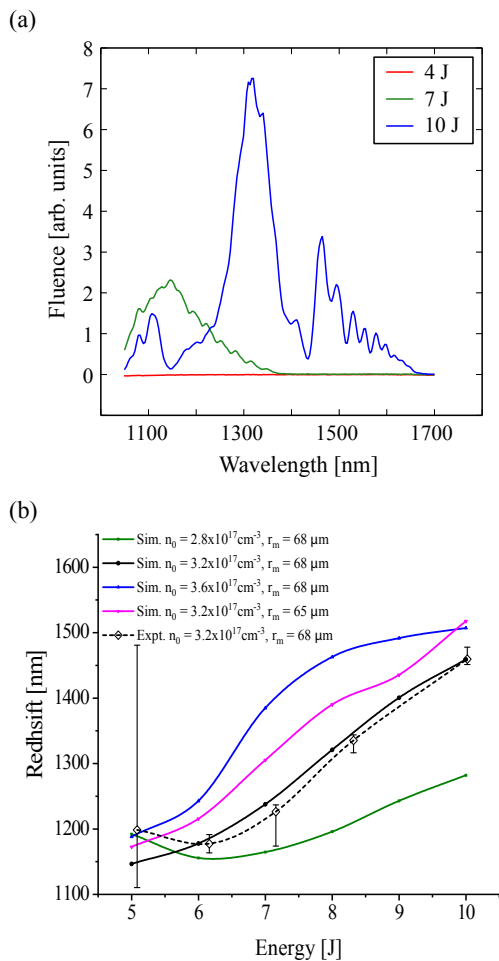 (a)
8
7
6
5
4
3
2
1
0
Fluence [arb. units]
4 J
7 J
10 J
1100 1300 1500 1700
Wavelength [nm]
(b)
Sim. n0 = 2.8x10^17cm^-3, rm = 68 µm
Sim. n0 = 3.2x10^17cm^-3, rm = 68 µm
Sim. n0 = 3.6x10^17cm^-3, rm = 68 µm
Sim. n0 = 3.2x10^17cm^-3, rm = 65 µm
Expt. n0 = 3.2x10^17cm^-3, rm = 68 µm
1600
1500
1400
1300
1200
1100
Redhsift [nm]
5 6 7 8 9 10
Energy [J]